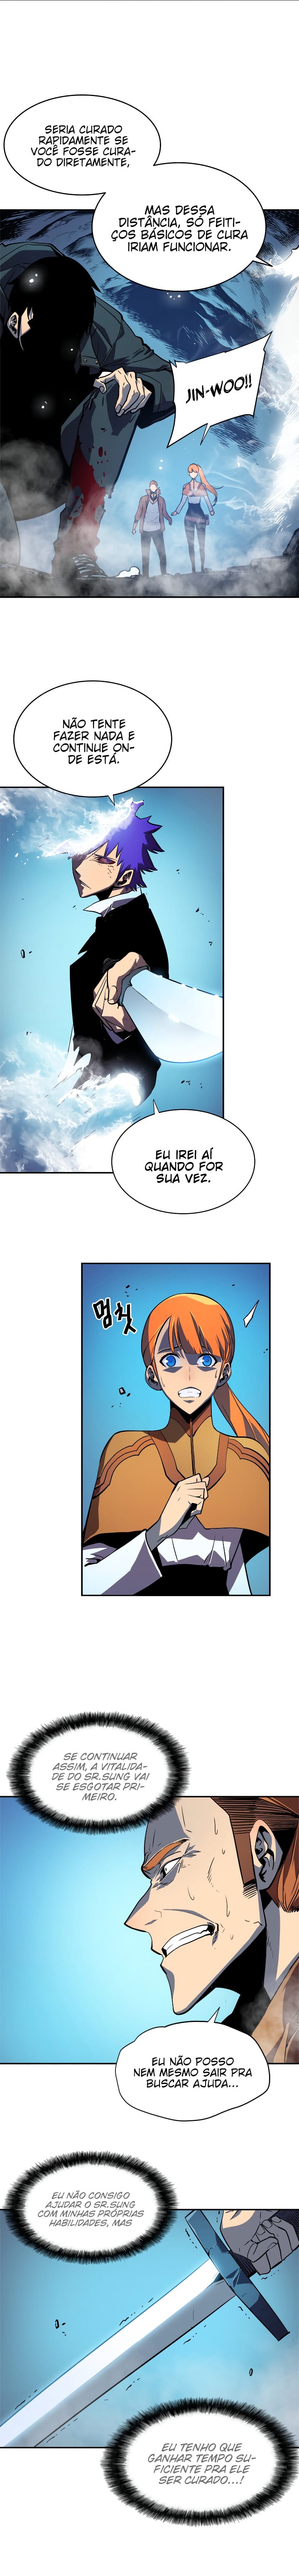 SERIA CURADO
RAPIDAMENTE SE
VOCÊ FOSSE CURA-
DO DIRETAMENTE,
MAS DESSA
DISTÂNCIA, SÓ FEITI-
ÇOS BÁSICOS DE CURA
IRIAM FUNCIONAR.
JIN-WOO!!
NÃO TENTE
FAZER NADA E
CONTINUE ON-
DE ESTÁ.
EU IREI AÍ
QUANDO FOR
SUA VEZ.
멈칫
SE CONTINUAR
ASSIM, A VITALIDA-
DE DO SR.SUNG VAI
SE ESGOTAR PRI-
MEIRO.
EU NÃO POSSO
NEM MESMO SAIR PRA
BUSCAR AJUDA...
EU NÃO CONSIGO
AJUDAR O SR.SUNG
COM MINHAS PRÓPRIAS
HABILIDADES, MAS
EU TENHO QUE
GANHAR TEMPO SU-
FICIENTE PRA ELE
SER CURADO...!